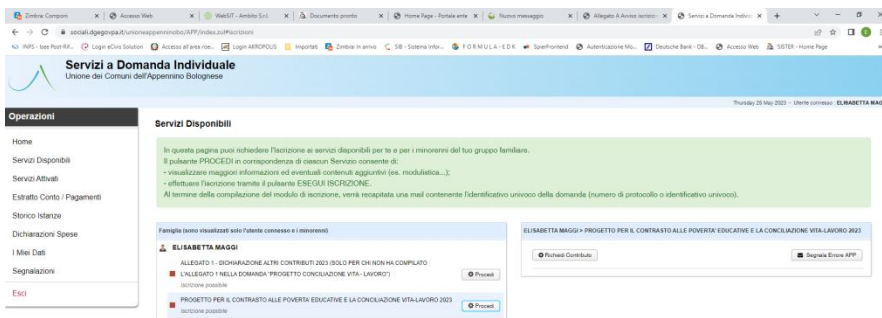 Zimbra: Composni
Accesso Web
WebSIT - Ambito S.r.l.
Documento pronto
Home Page - Portale ente
Nuovo messaggio
Allegato A Avviso iscrizion
Servizi a Domanda Individ
sociali.dgegovpa.it/unioneappenninobo/APP/index.zul#iscrizioni
INPS - Isee Post-Rif...
Login eCivis Solution
Accesso all'area rise...
Login AKROPOLIS
Importati
Zimbra: in arrivo
SIB - Sistema Infor...
F O R M U L A - E D K
SpierFrontend
Autenticazione Mo...
Deutsche Bank - DB...
Accesso Web
SISTER - Home Page
Servizi a Domanda Individuale
Unione dei Comuni dell'Appennino Bolognese
Thursday 25 May 2023 - Utente connesso : ELISABETTA MAG
Operazioni
Home
Servizi Disponibili
Servizi Attivati
Estratto Conto / Pagamenti
Storico Istanze
Dichiarazioni Spese
I Miei Dati
Segnalazioni
Esci
Servizi Disponibili
In questa pagina puoi richiedere l'iscrizione ai servizi disponibili per te e per i minorenni del tuo gruppo familiare.
Il pulsante PROCEDI in corrispondenza di ciascun Servizio consente di:
- visualizzare maggiori informazioni ed eventuali contenuti aggiuntivi (es. modulistica...);
- effettuare l'iscrizione tramite il pulsante ESEGUI ISCRIZIONE.
Al termine della compilazione del modulo di iscrizione, verrà recapitata una mail contenente l'identificativo univoco della domanda (numero di protocollo o identificativo univoco).
Famiglia (sono visualizzati solo l'utente connesso e i minorenni)
ELISABETTA MAGGI
ALLEGATO 1 - DICHIARAZIONE ALTRI CONTRIBUTI 2023 (SOLO PER CHI NON HA COMPILATO
L'ALLEGATO 1 NELLA DOMANDA "PROGETTO CONCILIAZIONE VITA - LAVORO")
Procedi
iscrizione possibile
PROGETTO PER IL CONTRASTO ALLE POVERTA' EDUCATIVE E LA CONCILIAZIONE VITA-LAVORO 2023
Procedi
iscrizione possibile
ELISABETTA MAGGI > PROGETTO PER IL CONTRASTO ALLE POVERTA' EDUCATIVE E LA CONCILIAZIONE VITA-LAVORO 2023
Richiedi Contributo
Segnala Errore APP